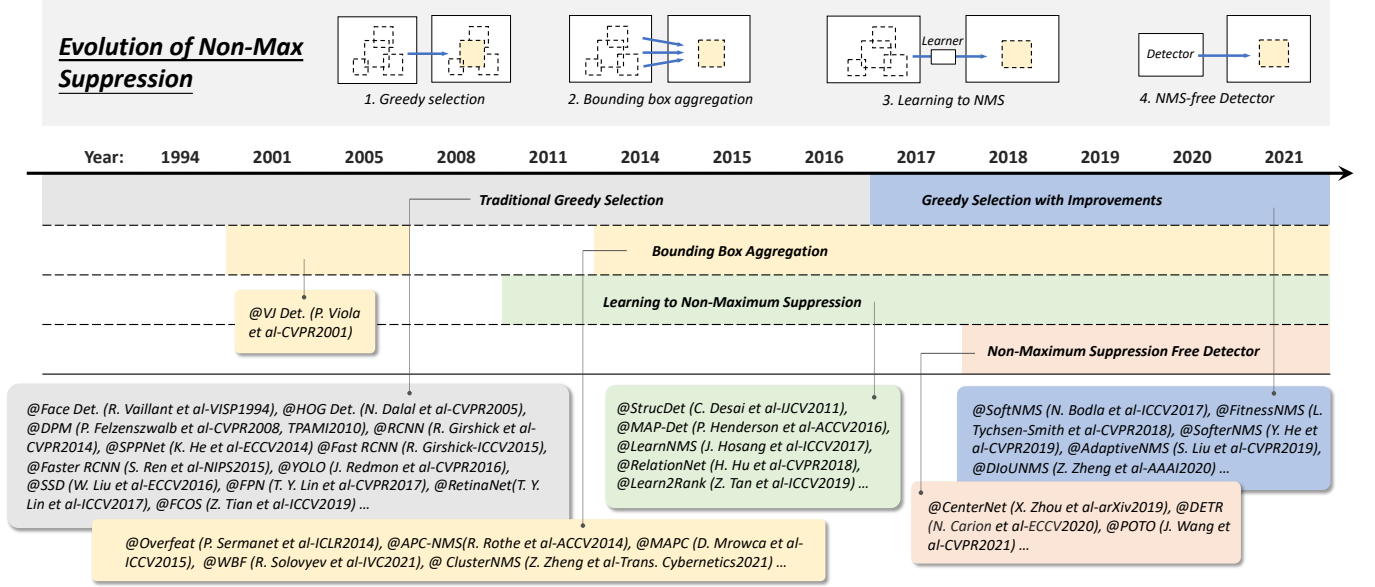 Evolution of Non-Max
Suppression
Learner
Detector
1. Greedy selection
2. Bounding box aggregation
3. Learning to NMS
4. NMS-free Detector
Year: 1994 2001 2005 2008 2011 2014 2015 2016 2017 2018 2019 2020 2021
Traditional Greedy Selection
Greedy Selection with Improvements
Bounding Box Aggregation
Learning to Non-Maximum Suppression
@VJ Det. (P. Viola
et al-CVPR2001)
Non-Maximum Suppression Free Detector
@Face Det. (R. Vaillant et al-VISP1994), @HOG Det. (N. Dalal et al-CVPR2005),
@DPM (P. Felzenszwalb et al-CVPR2008, TPAMI2010), @RCNN (R. Girshick et al-
CVPR2014), @SPPNet (K. He et al-ECCV2014) @Fast RCNN (R. Girshick-ICCV2015),
@Faster RCNN (S. Ren et al-NIPS2015), @YOLO (J. Redmon et al-CVPR2016),
@SSD (W. Liu et al-ECCV2016), @FPN (T. Y. Lin et al-CVPR2017), @RetinaNet(T. Y.
Lin et al-ICCV2017), @FCOS (Z. Tian et al-ICCV2019) ...
@StrucDet (C. Desai et al-IJCV2011),
@MAP-Det (P. Henderson et al-ACCV2016),
@LearnNMS (J. Hosang et al-ICCV2017),
@RelationNet (H. Hu et al-CVPR2018),
@Learn2Rank (Z. Tan et al-ICCV2019) ...
@SoftNMS (N. Bodla et al-ICCV2017), @FitnessNMS (L.
Tychsen-Smith et al-CVPR2018), @SofterNMS (Y. He et
al-CVPR2019), @AdaptiveNMS (S. Liu et al-CVPR2019),
@DIoUNMS (Z. Zheng et al-AAAI2020) ...
@CenterNet (X. Zhou et al-arXiv2019), @DETR
(N. Carion et al-ECCV2020), @POTO (J. Wang et
al-CVPR2021) ...
@Overfeat (P. Sermanet et al-ICLR2014), @APC-NMS(R. Rothe et al-ACCV2014), @MAPC (D. Mrowca et al-
ICCV2015), @WBF (R. Solovyev et al-IVC2021), @ ClusterNMS (Z. Zheng et al-Trans. Cybernetics2021) ...